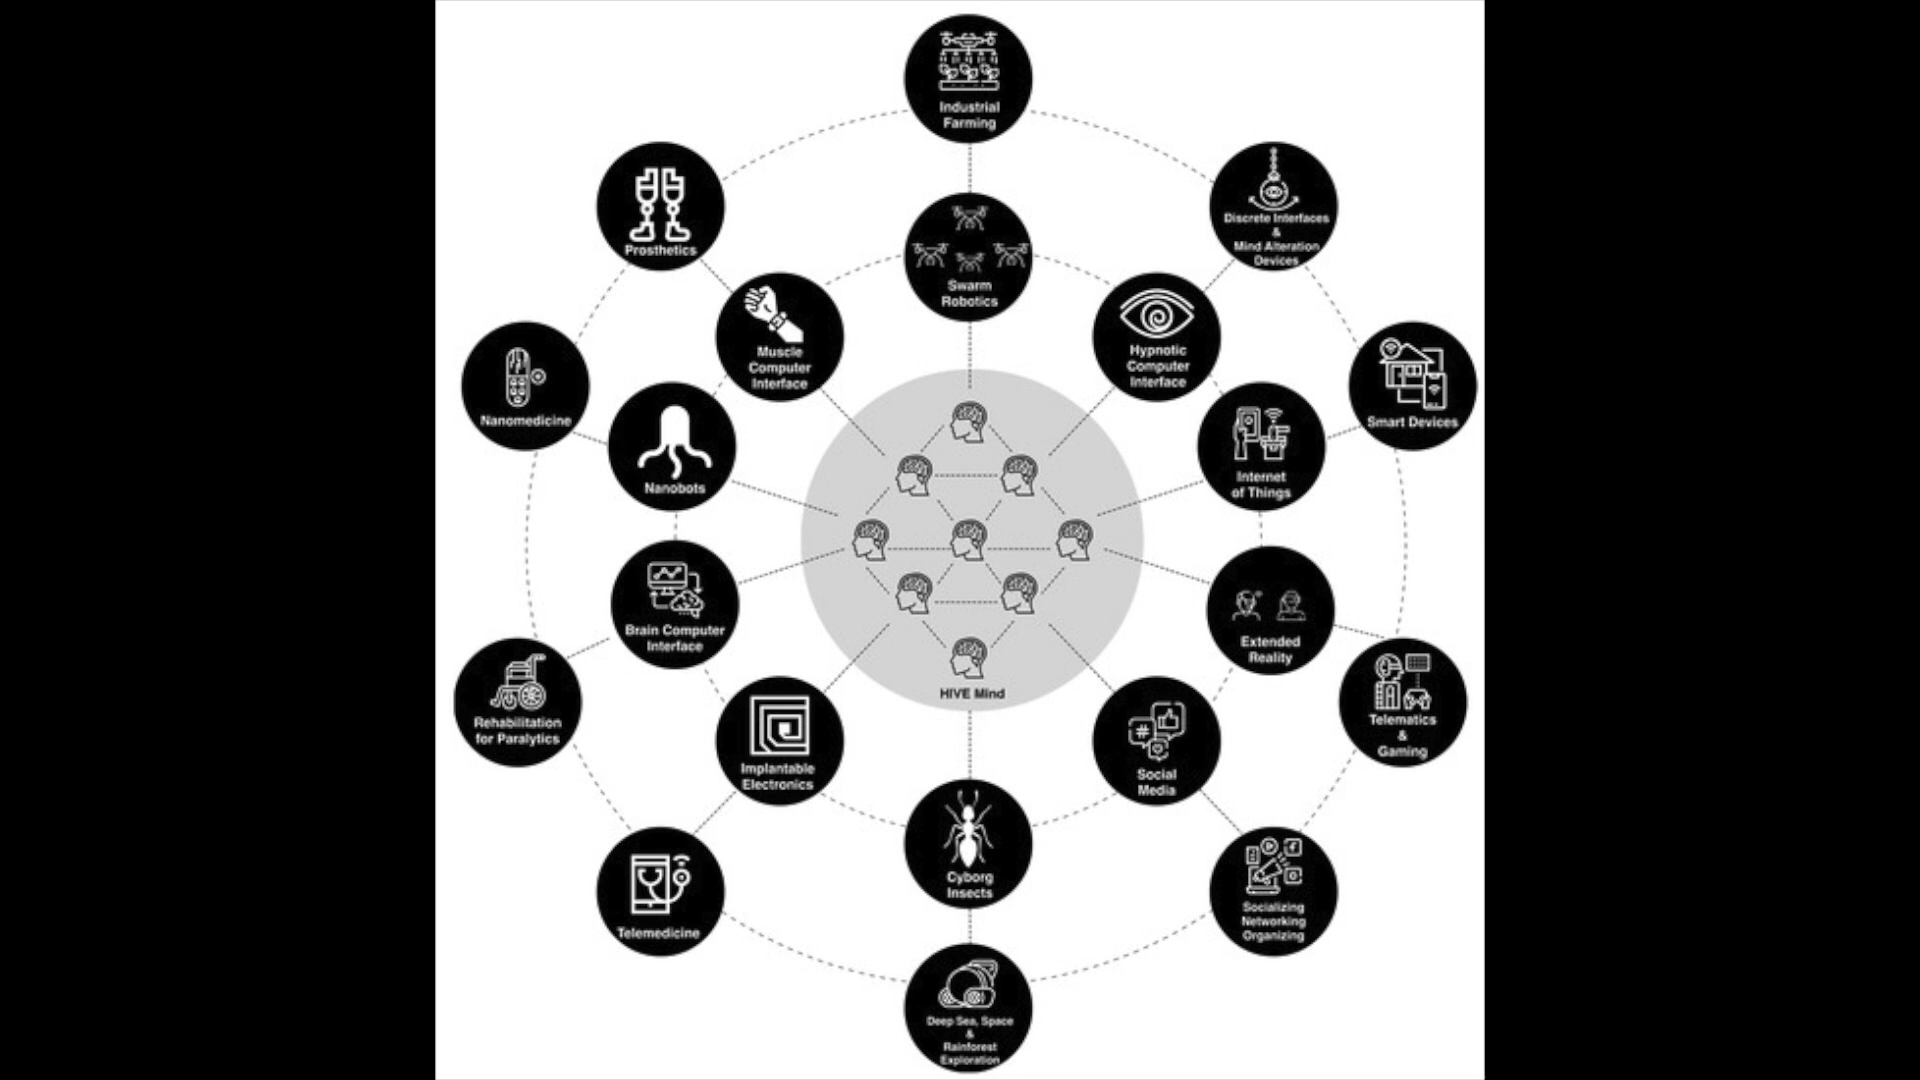 Industrial
Farming
Prosthetics
Discrete Interfaces
&
Mind Alteration
Devices
Swarm
Robotics
Muscle
Computer
Interface
Hypnotic
Computer
Interface
Nanomedicine
Smart Devices
Nanobots
Internet
of Things
Brain Computer
Interface
Extended
Reality
HIVE Mind
Rehabilitation
for Paralytics
Telematics
&
Gaming
Implantable
Electronics
Social
Media
#
Cyborg
Insects
Telemedicine
Socializing
Networking
Organizing
Deep Sea, Space
&
Rainforest
Exploration